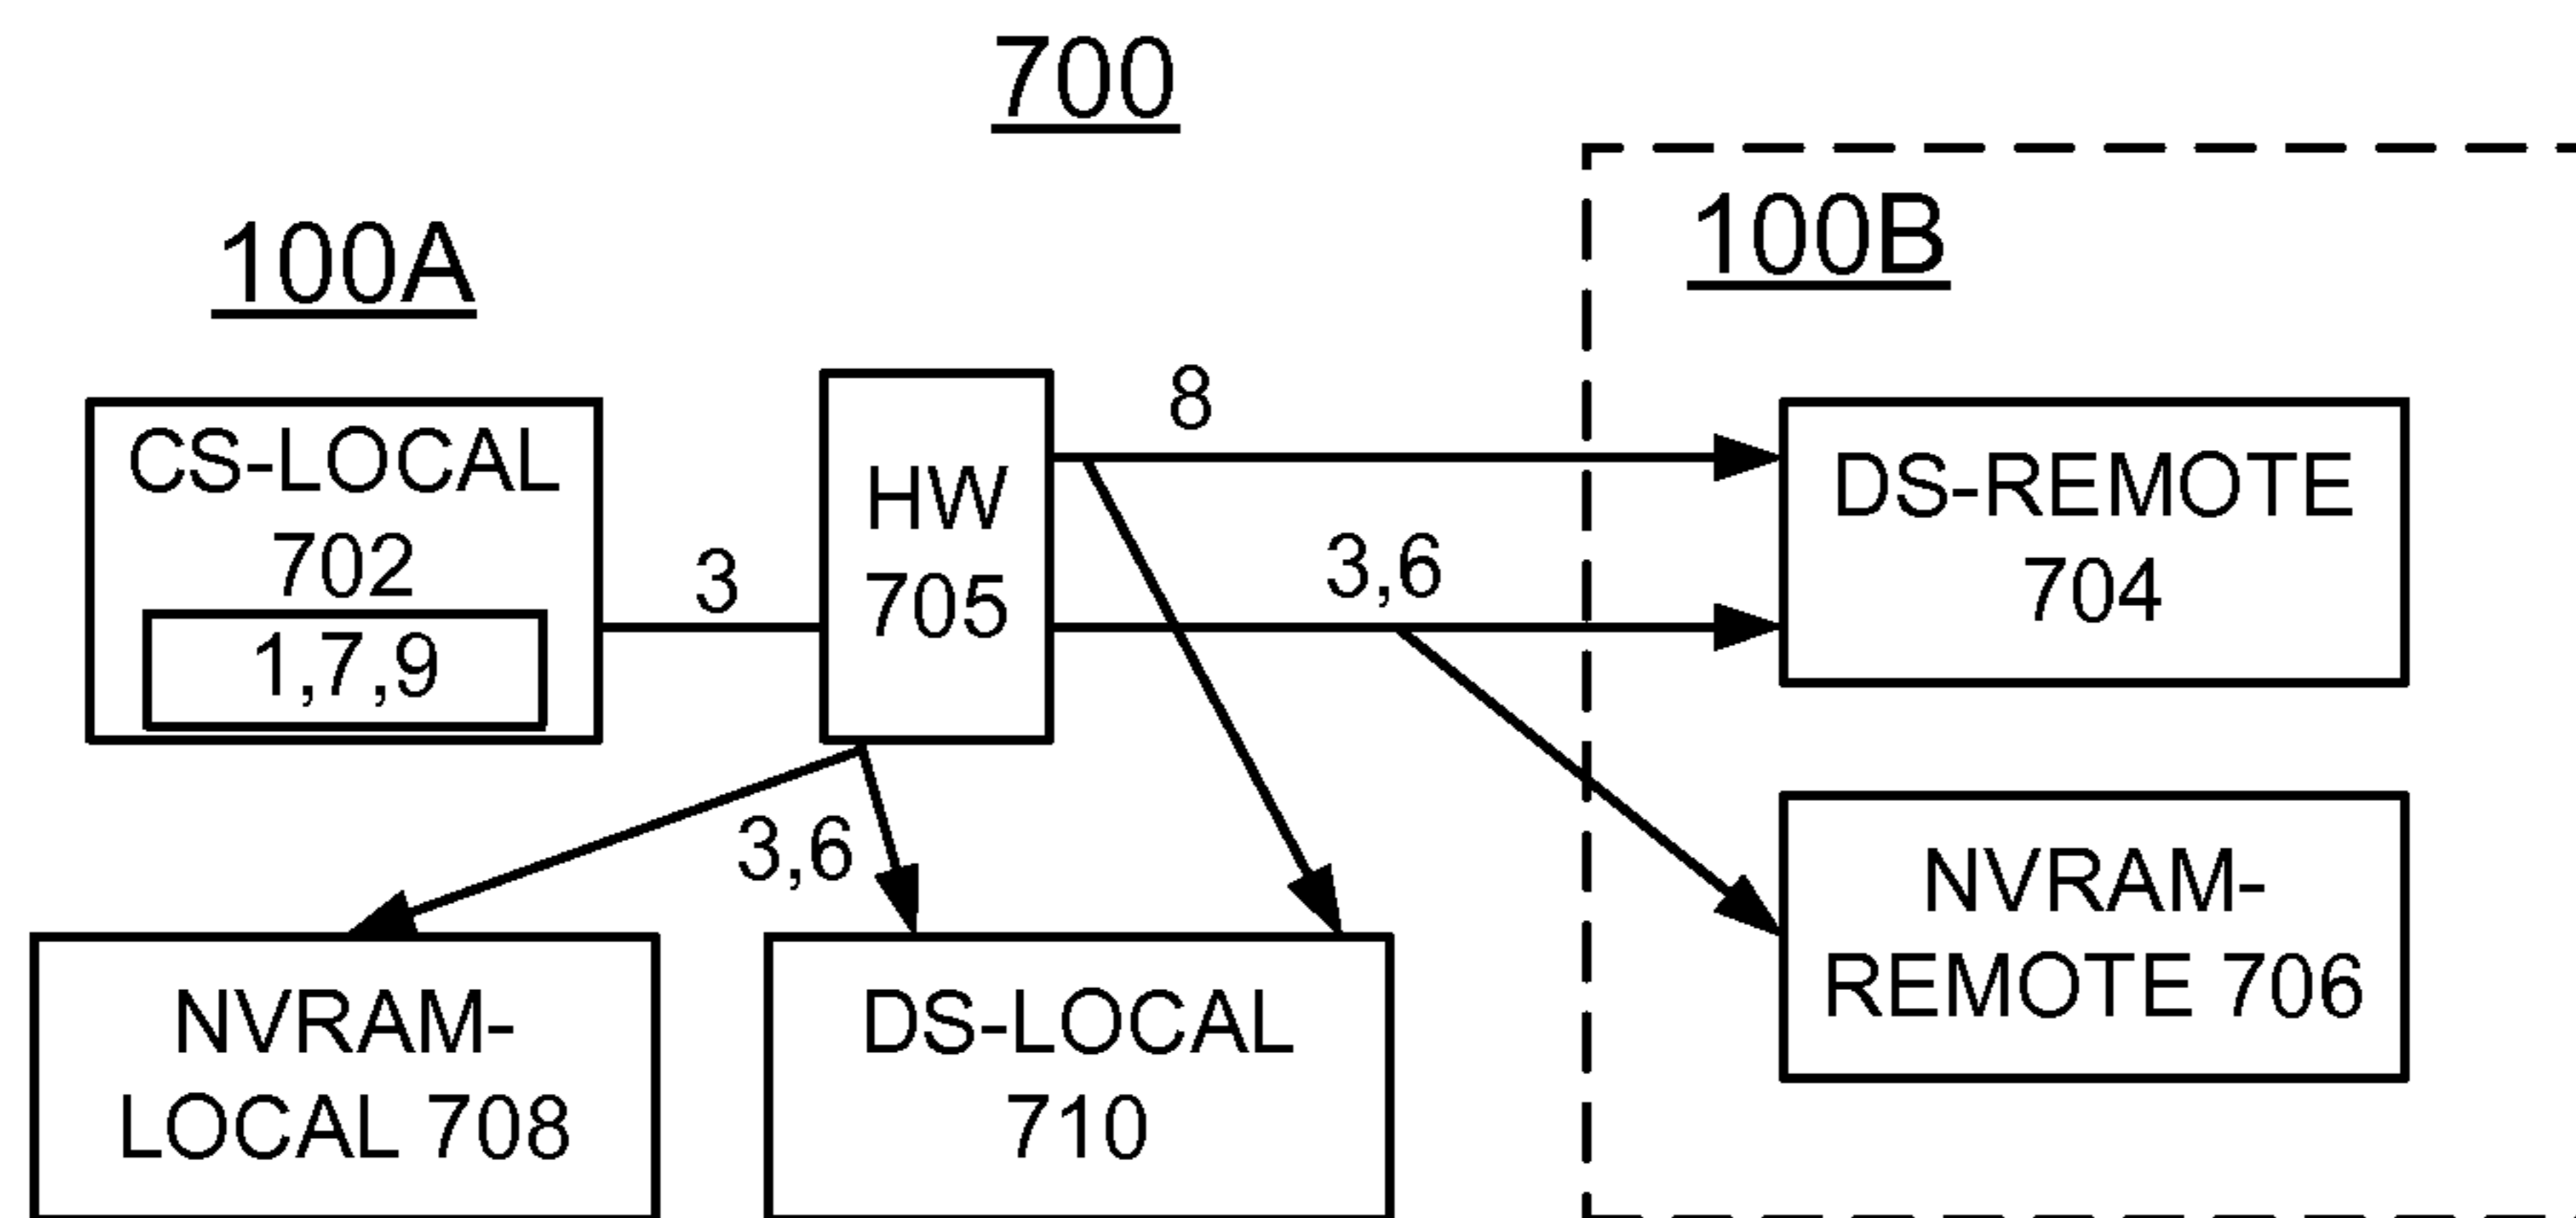 700
100A
100B
CS-LOCAL
702
1,7,9
3
HW
705
8
3,6
DS-REMOTE
704
3,6
NVRAM-
LOCAL 708
DS-LOCAL
710
NVRAM-
REMOTE 706